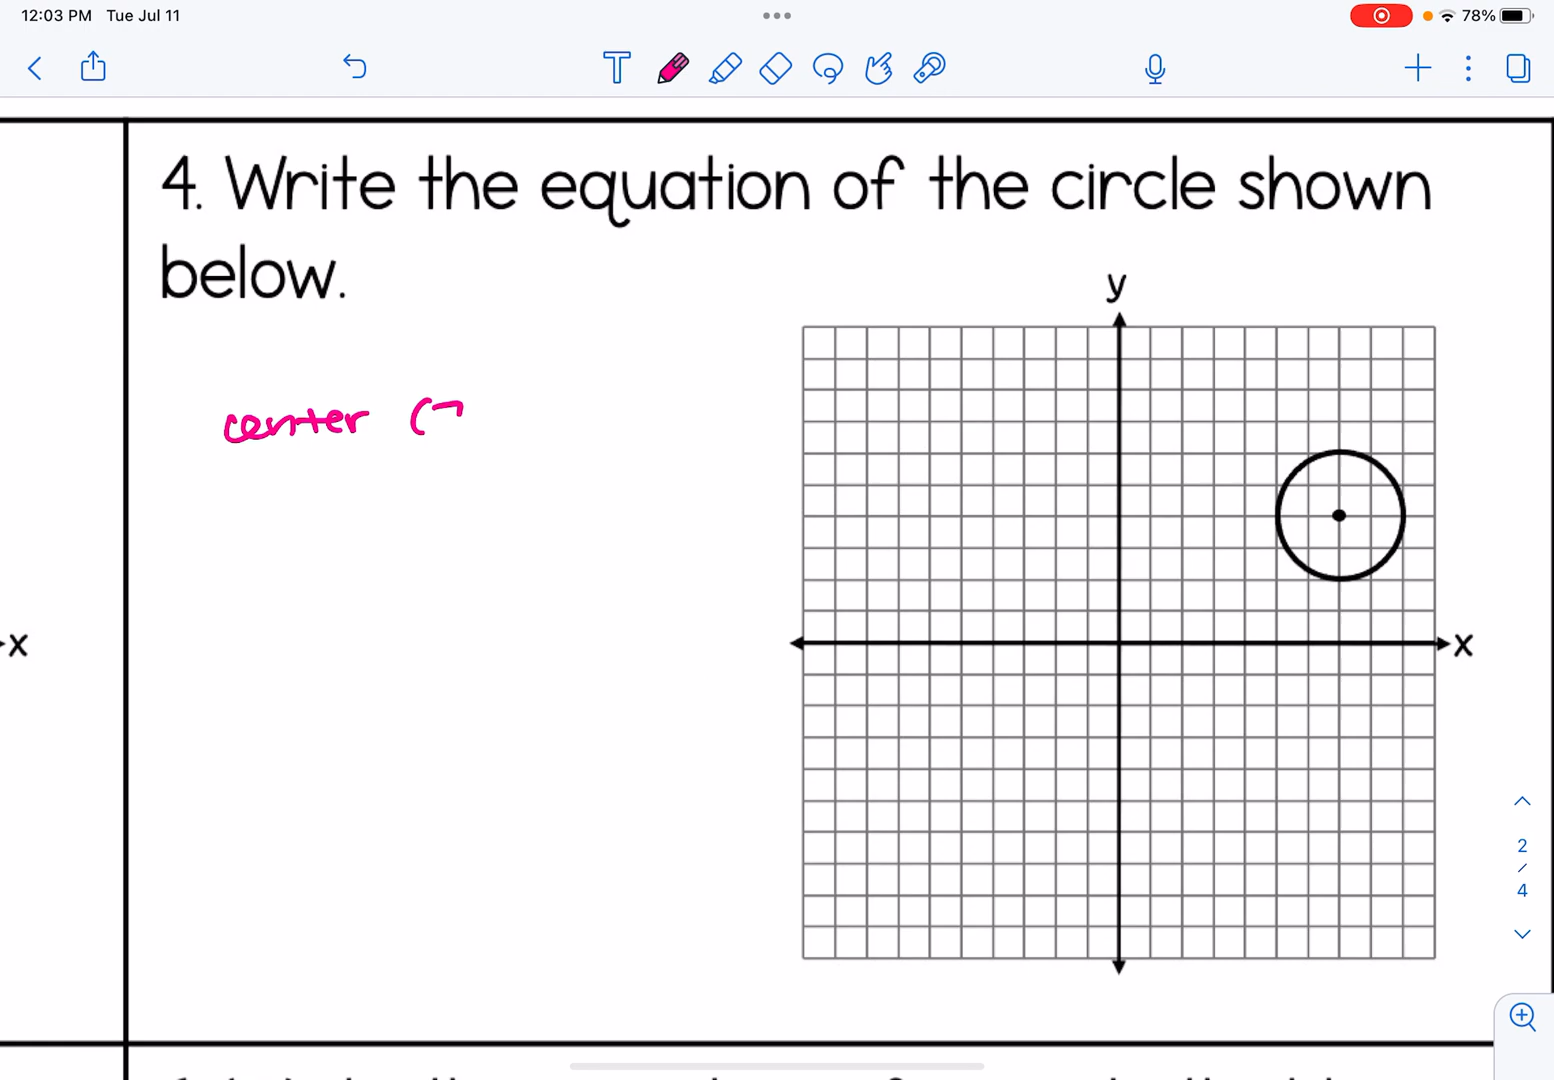 12:03 PM Tue Jul 11
78%
T
4. Write the equation of the circle shown
below.
y
center (7
x
x
2
/
4